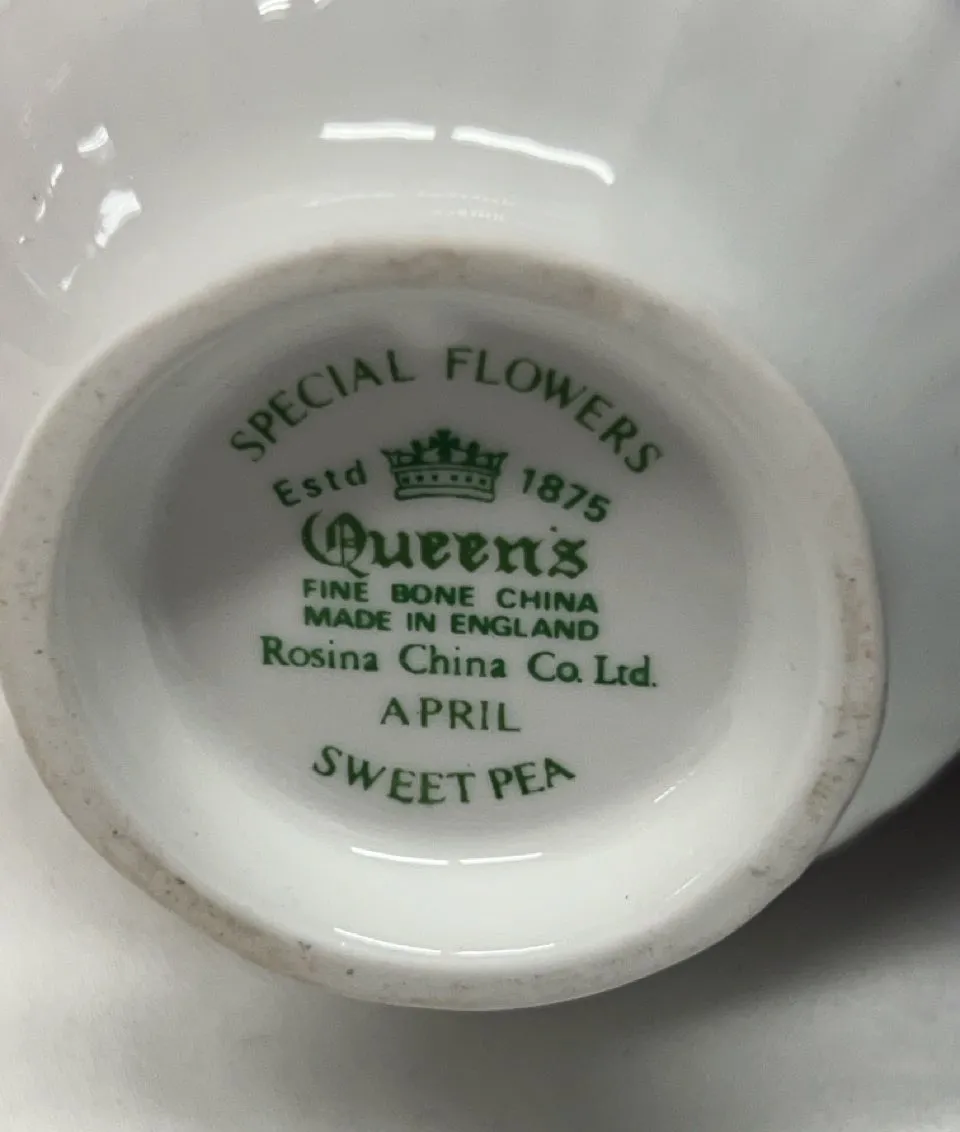 SPECIAL FLOWERS
Estd 1875
Queen's
FINE BONE CHINA
MADE IN ENGLAND
Rosina China Co. Ltd.
APRIL
SWEET PEA